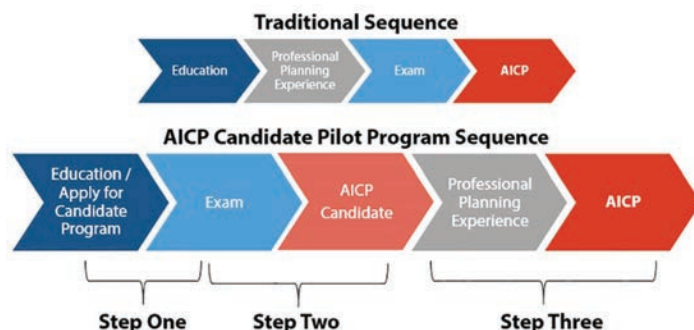 Traditional Sequence
Education
Professional
Planning
Experience
Exam
AICP
AICP Candidate Pilot Program Sequence
Education /
Apply for
Candidate
Program
Exam
AICP
Candidate
Professional
Planning
Experience
AICP
Step One
Step Two
Step Three